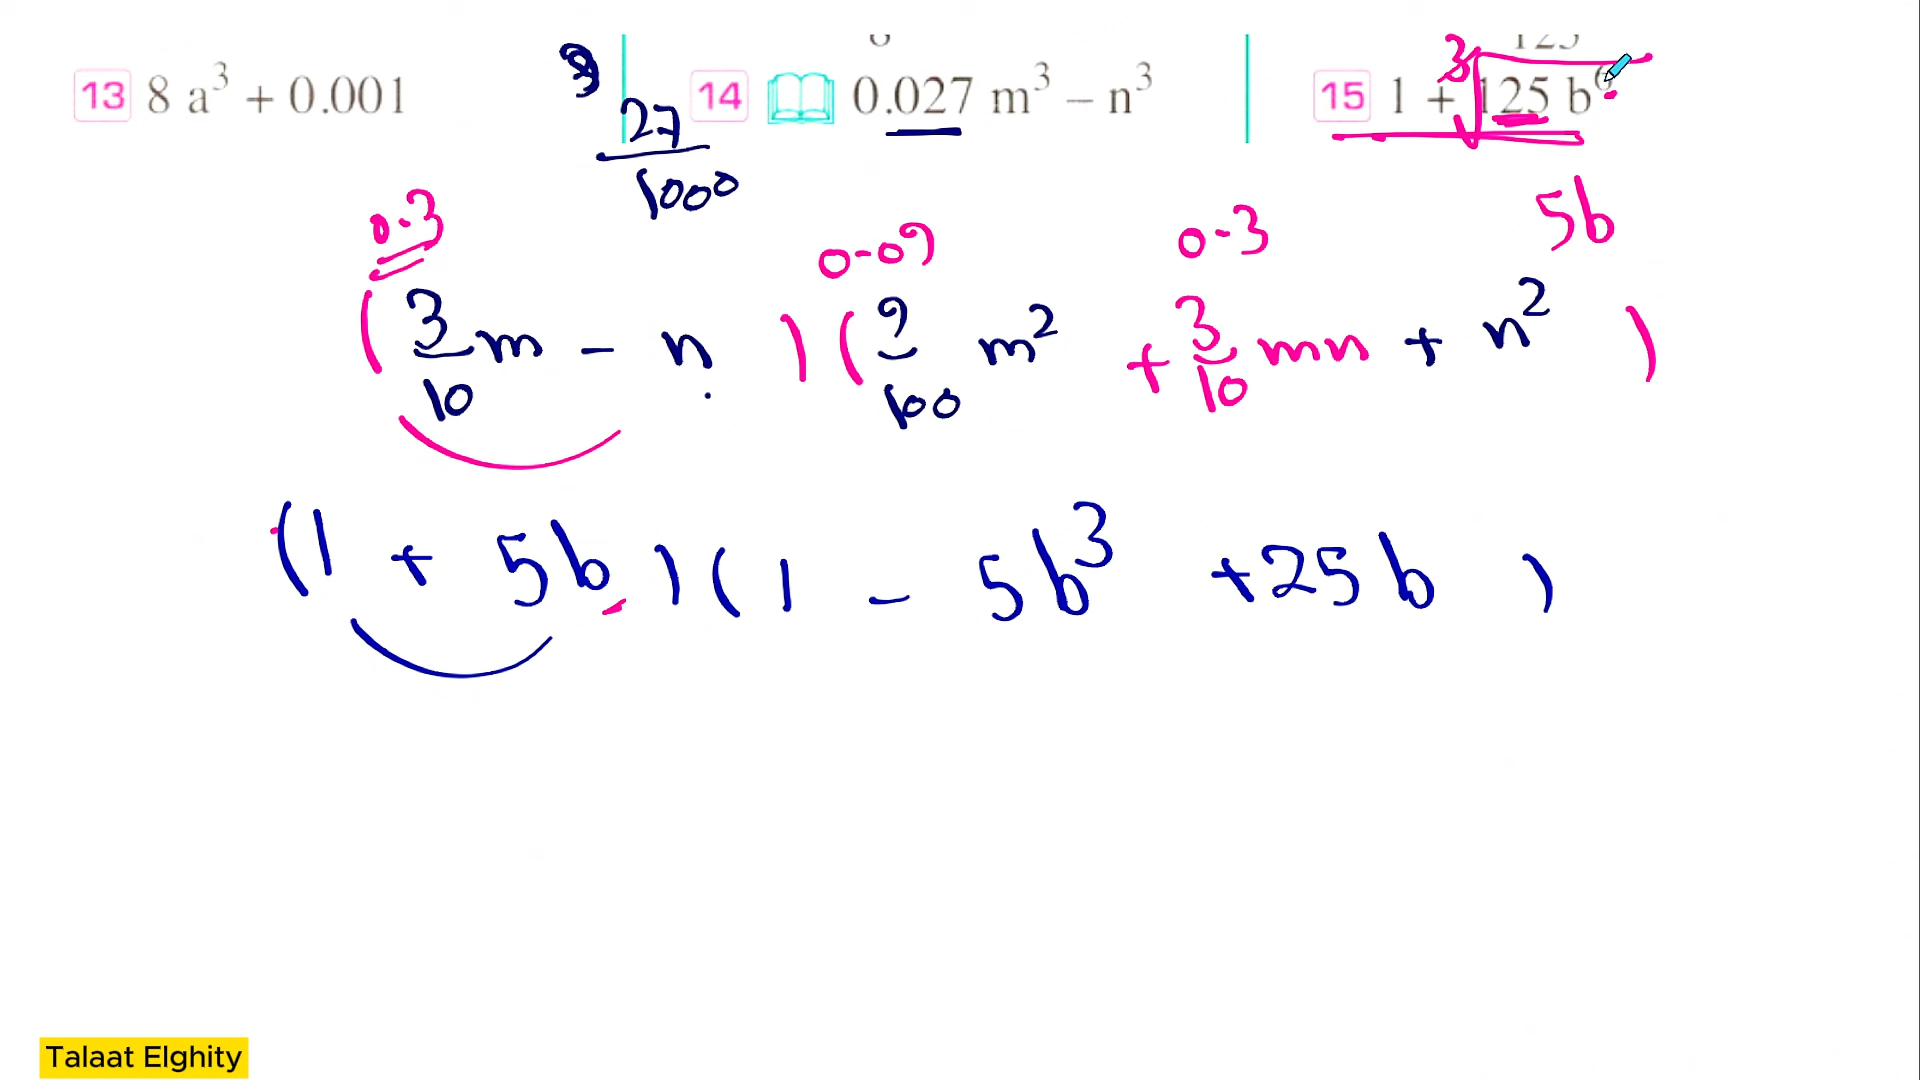 13 8 a³ + 0.001
14 0.027 m³ – n³
15 1 + 125 b⁶
3
27
1000
5b
0.3
0.09
0.3
( 3/10 m - n ) ( 9/100 m² + 3/10 mn + n² )
( 1 + 5b ) ( 1 - 5b³ + 25b )
Talaat Elghity